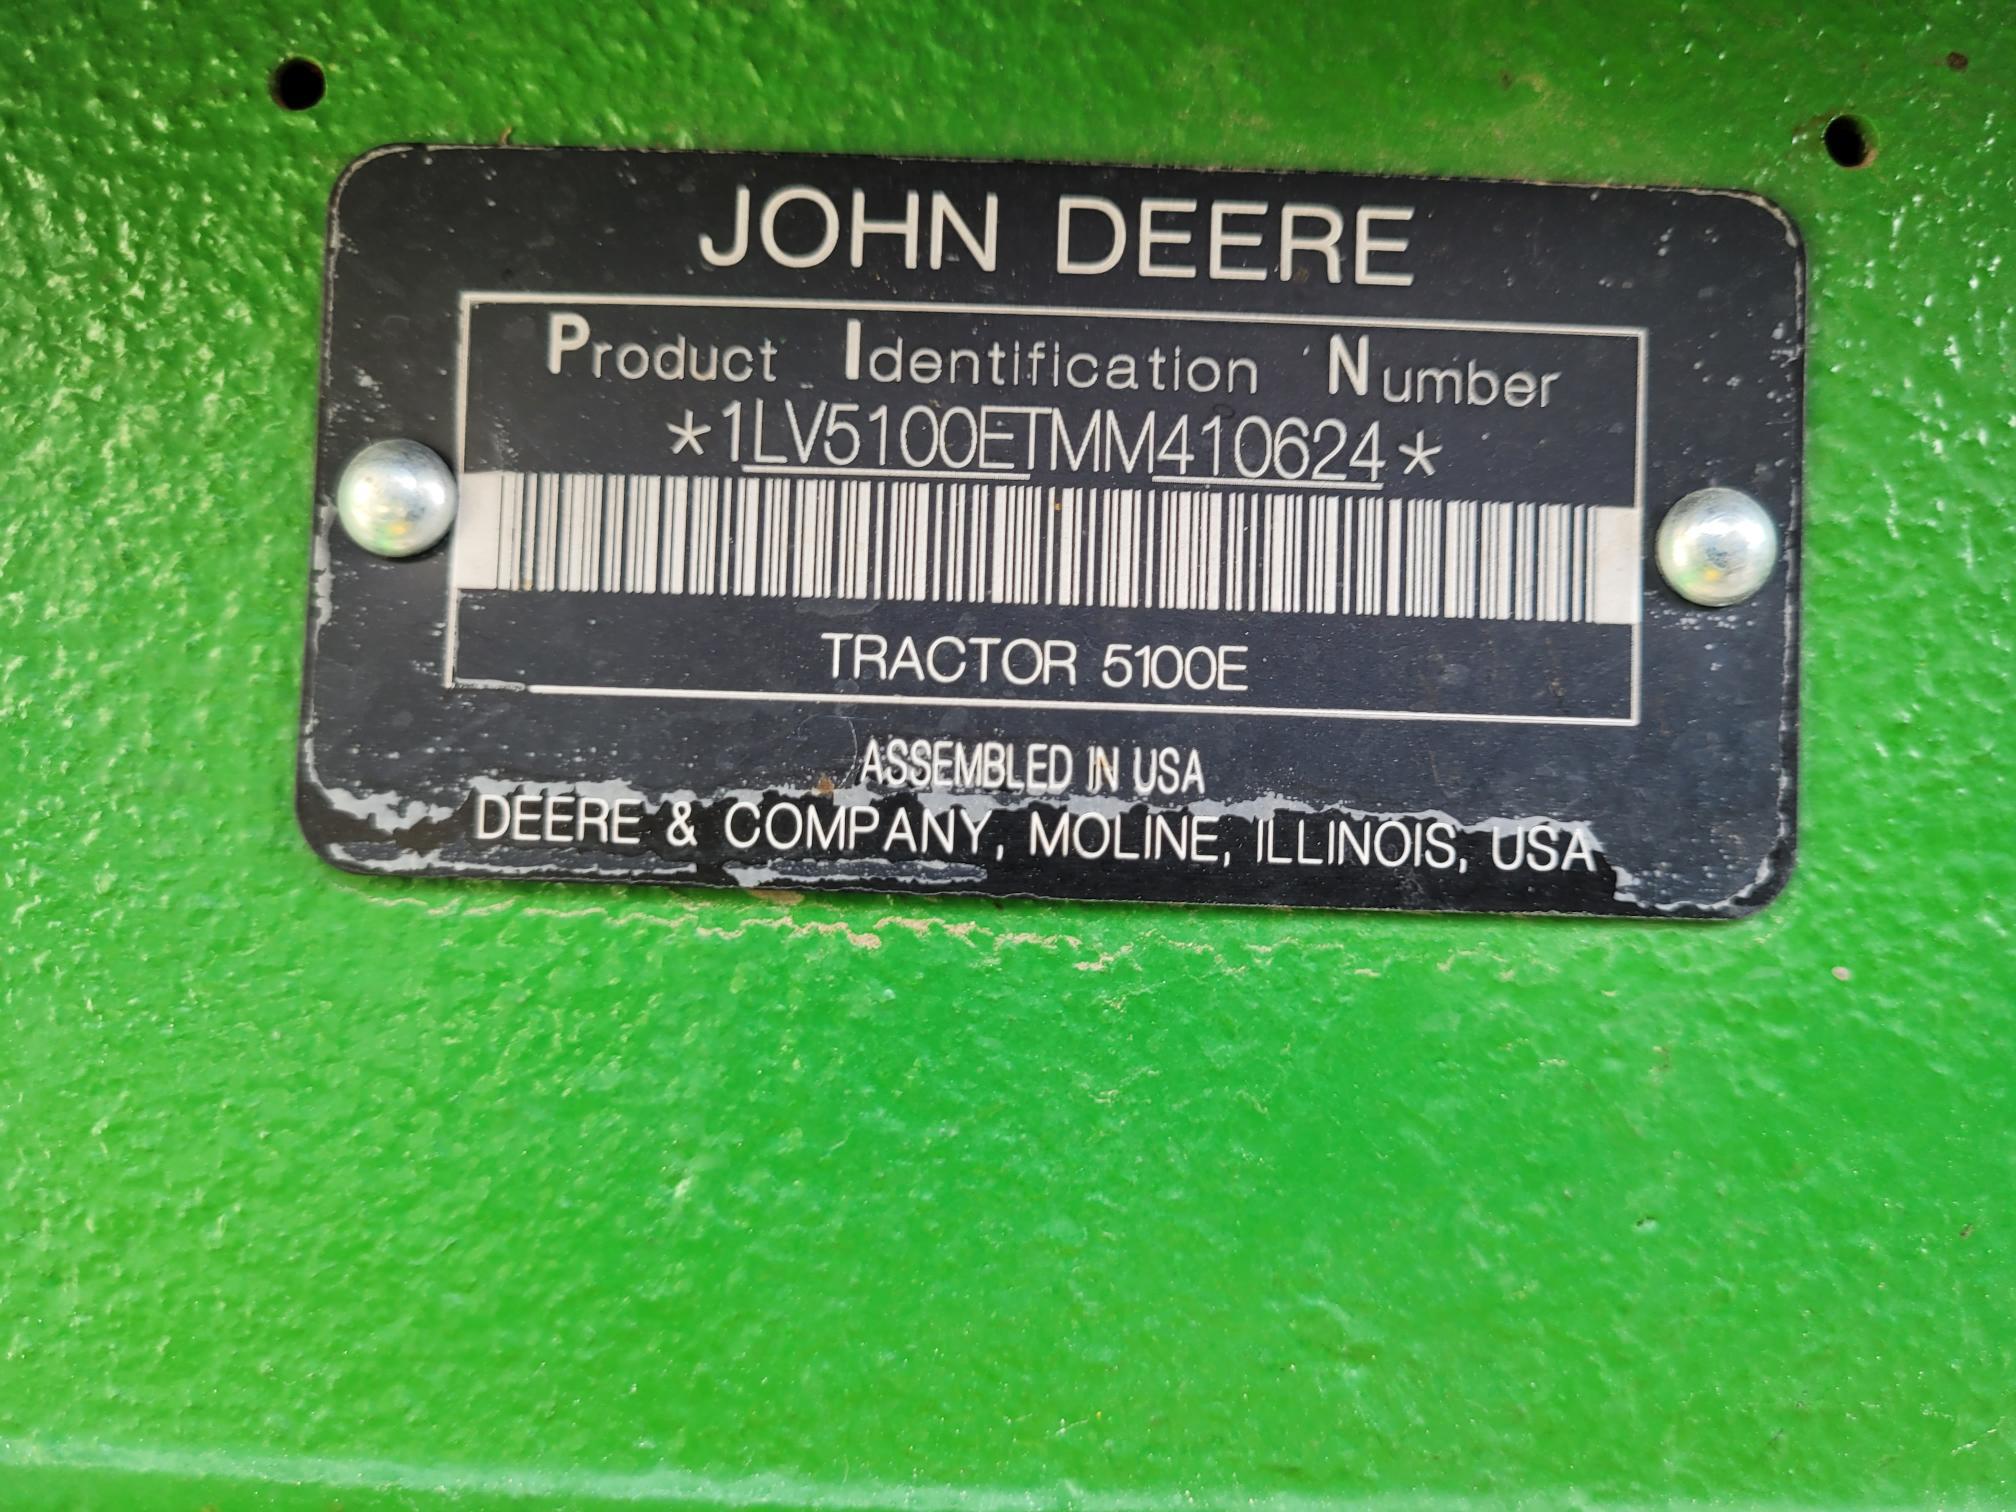 JOHN DEERE
Product Identification Number
*1LV5100ETMM410624*
TRACTOR 5100E
ASSEMBLED IN USA
DEERE & COMPANY, MOLINE, ILLINOIS, USA